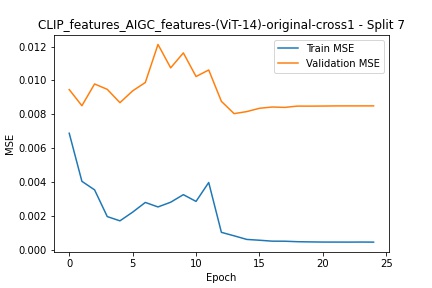 CLIP_features_AIGC_features-(ViT-14)-original-cross1 - Split 7
Train MSE
Validation MSE
MSE
0.012
0.010
0.008
0.006
0.004
0.002
0.000
0 5 10 15 20 25
Epoch